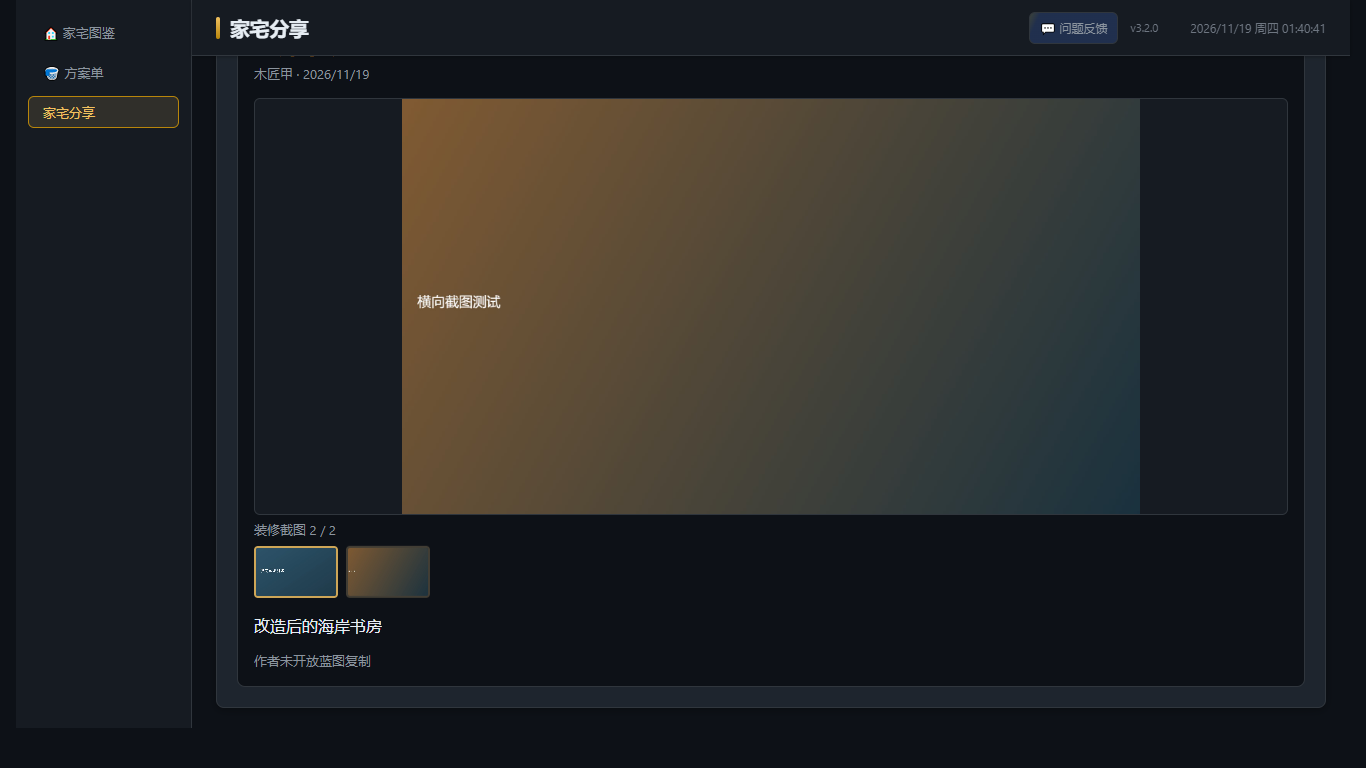 家宅图鉴
方案单
家宅分享
家宅分享
问题反馈
v3.2.0
2026/11/19 周四 01:40:41
木匠甲 · 2026/11/19
横向截图测试
装修截图 2 / 2
改造后的海岸书房
作者未开放蓝图复制